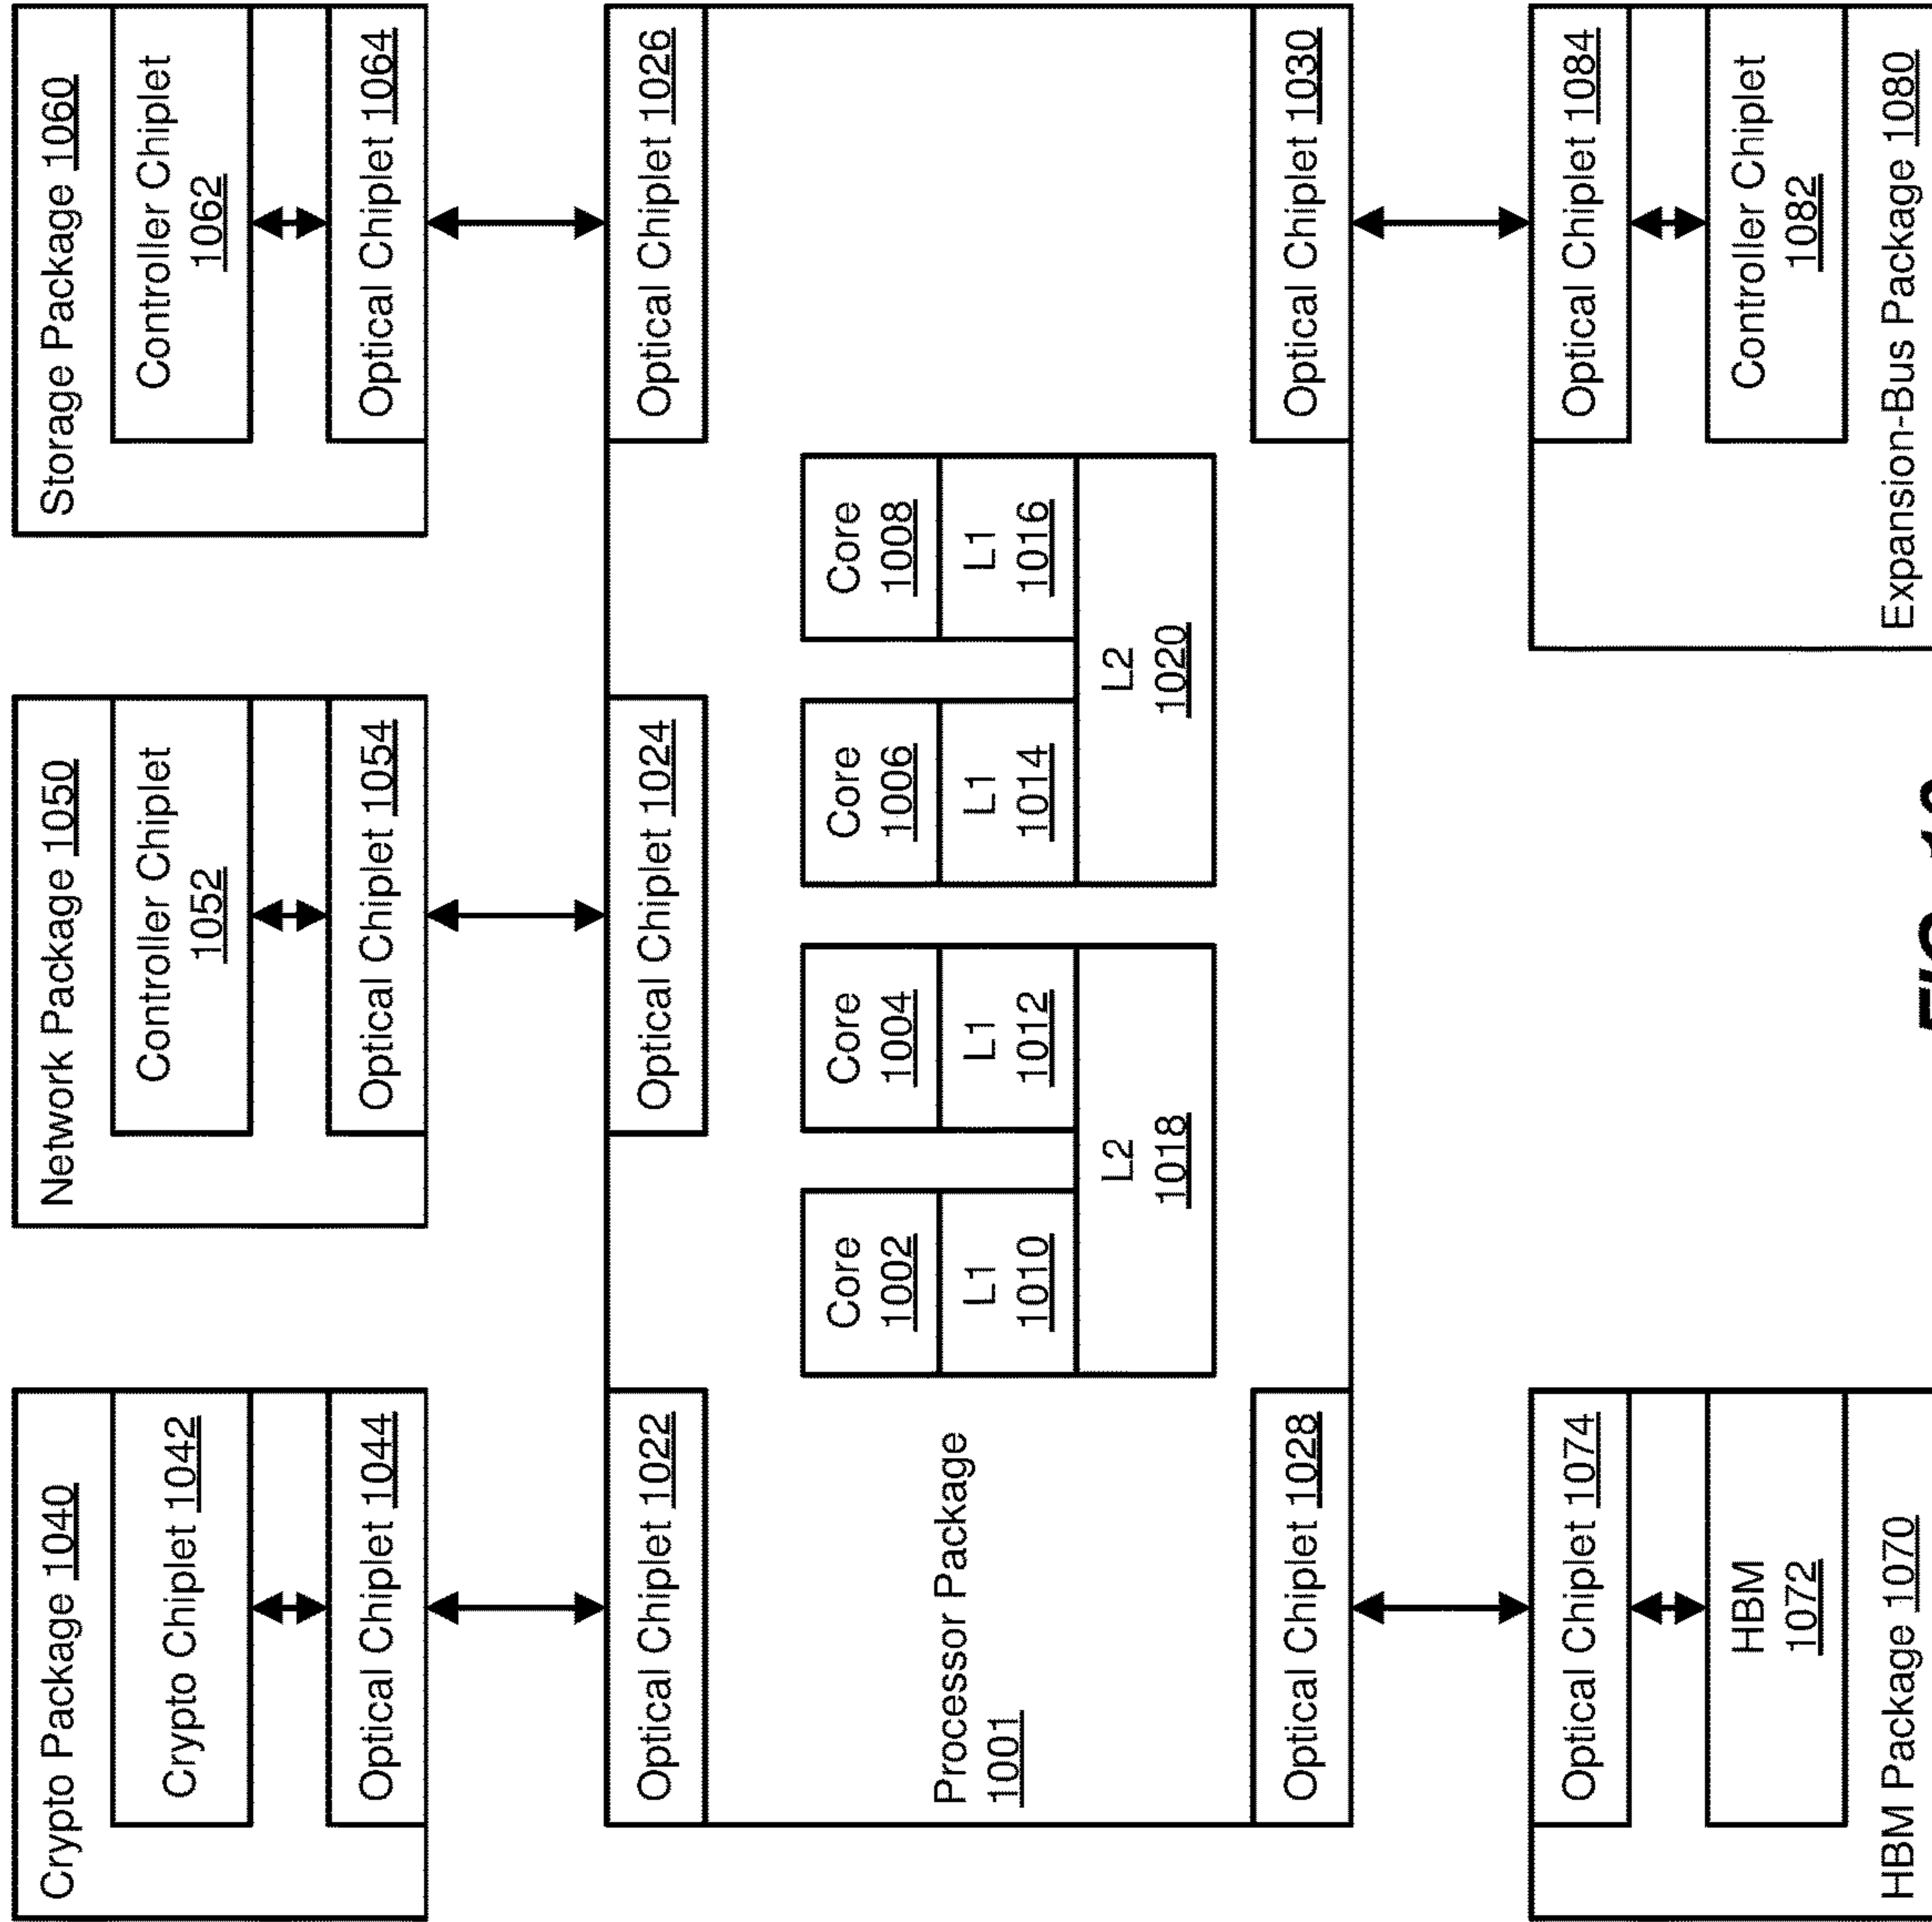 Crypto Package 1040
Crypto Chiplet 1042
Optical Chiplet 1044
Network Package 1050
Controller Chiplet
1052
Optical Chiplet 1054
Storage Package 1060
Controller Chiplet
1062
Optical Chiplet 1064
Optical Chiplet 1022
Optical Chiplet 1024
Optical Chiplet 1026
Processor Package
1001
Core
1002
L1
1010
Core
1004
L1
1012
L2
1018
Core
1006
L1
1014
Core
1008
L1
1016
L2
1020
Optical Chiplet 1028
Optical Chiplet 1030
Optical Chiplet 1074
HBM
1072
HBM Package 1070
Optical Chiplet 1084
Controller Chiplet
1082
Expansion-Bus Package 1080